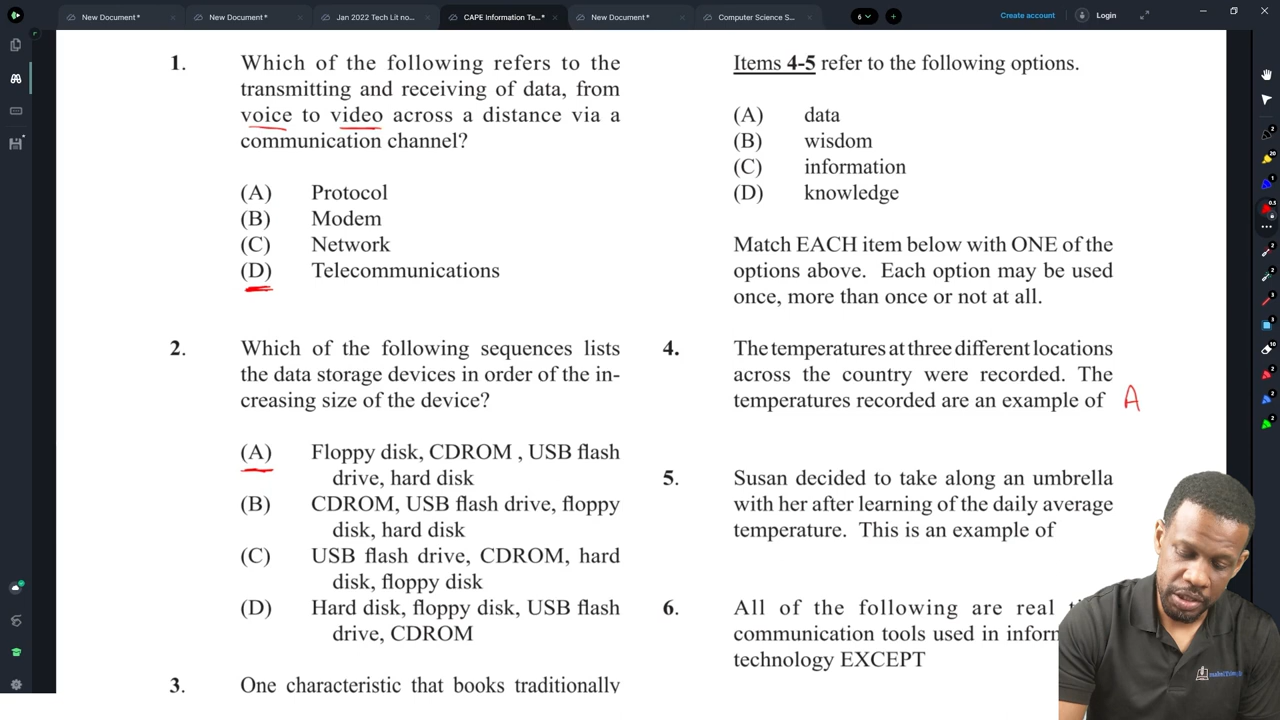 New Document*
New Document*
Jan 2022 Tech Lit no...
CAPE Information Te...*
New Document*
Computer Science S...
6
Create account
Login
1. Which of the following refers to the
transmitting and receiving of data, from
voice to video across a distance via a
communication channel?
(A) Protocol
(B) Modem
(C) Network
(D) Telecommunications
2. Which of the following sequences lists
the data storage devices in order of the in-
creasing size of the device?
(A) Floppy disk, CDROM , USB flash
drive, hard disk
(B) CDROM, USB flash drive, floppy
disk, hard disk
(C) USB flash drive, CDROM, hard
disk, floppy disk
(D) Hard disk, floppy disk, USB flash
drive, CDROM
3. One characteristic that books traditionally
Items 4-5 refer to the following options.
(A) data
(B) wisdom
(C) information
(D) knowledge
Match EACH item below with ONE of the
options above. Each option may be used
once, more than once or not at all.
4. The temperatures at three different locations
across the country were recorded. The
temperatures recorded are an example of A
5. Susan decided to take along an umbrella
with her after learning of the daily average
temperature. This is an example of
6. All of the following are real
communication tools used in inform
technology EXCEPT